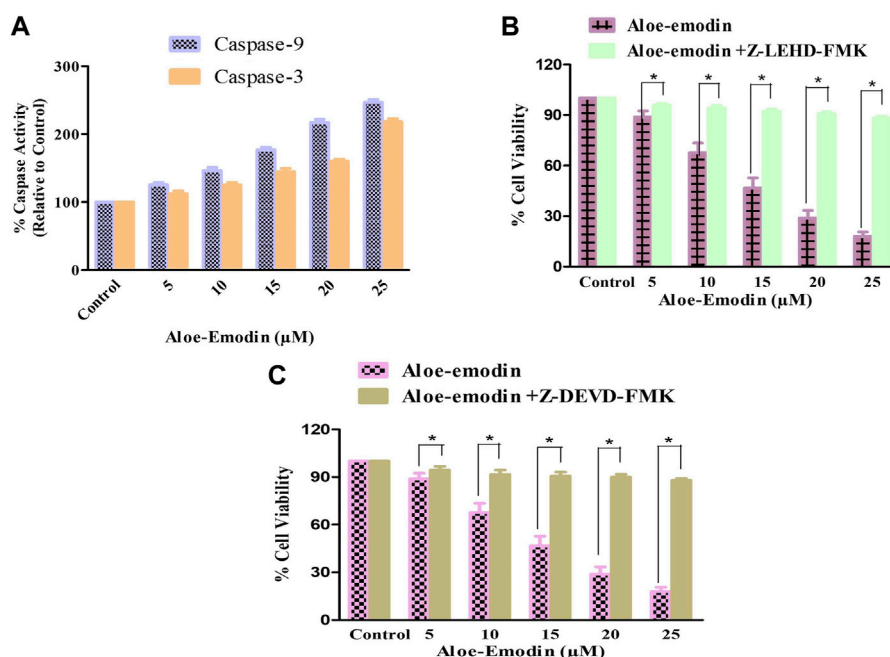 A
Caspase-9
Caspase-3
% Caspase Activity
(Relative to Control)
300
200
100
0
Control
5
10
15
20
25
Aloe-Emodin (µM)
B
Aloe-emodin
Aloe-emodin +Z-LEHD-FMK
% Cell Viability
120
90
60
30
0
* * * * *
Control 5 10 15 20 25
Aloe-Emodin (µM)
C
Aloe-emodin
Aloe-emodin +Z-DEVD-FMK
% Cell Viability
120
90
60
30
0
* * * * *
Control 5 10 15 20 25
Aloe-Emodin (µM)